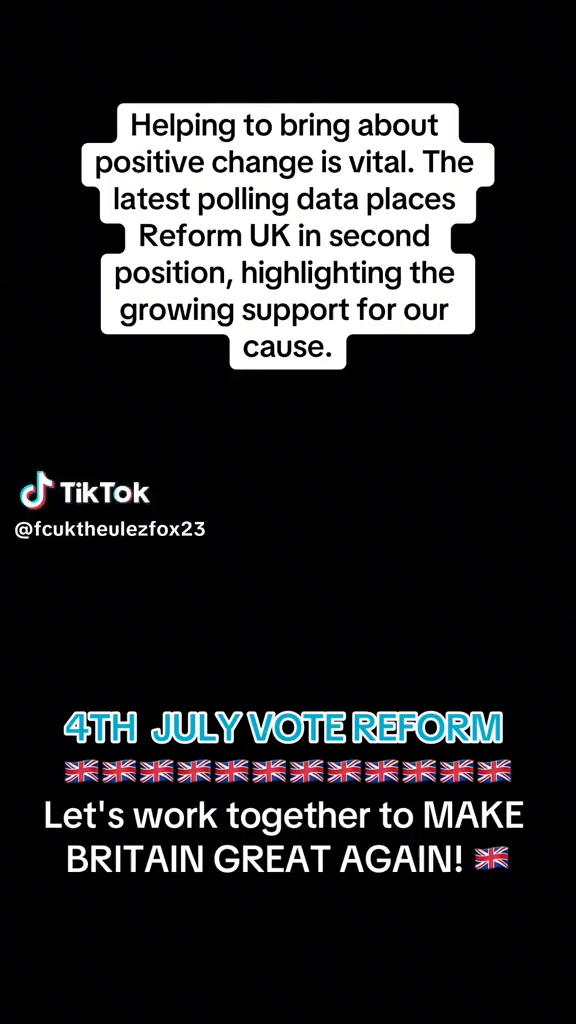 Helping to bring about
positive change is vital. The
latest polling data places
Reform UK in second
position, highlighting the
growing support for our
cause.
TikTok
@fcuktheulezfox23
4TH JULY VOTE REFORM
🇬🇧🇬🇧🇬🇧🇬🇧🇬🇧🇬🇧🇬🇧🇬🇧🇬🇧🇬🇧🇬🇧🇬🇧
Let's work together to MAKE
BRITAIN GREAT AGAIN! 🇬🇧